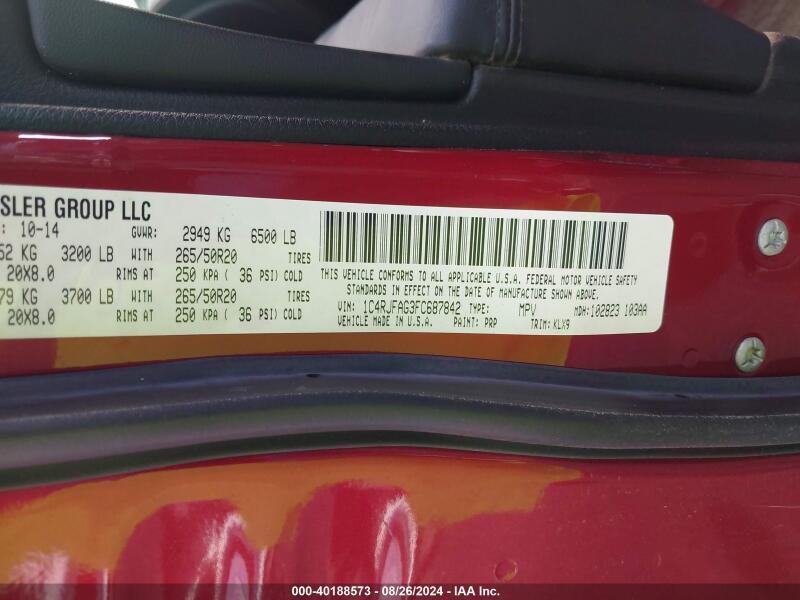 SLER GROUP LLC
: 10-14 GVWR: 2949 KG 6500 LB
52 KG 3200 LB WITH 265/50R20 TIRES
20X8.0 RIMS AT 250 KPA ( 36 PSI) COLD
79 KG 3700 LB WITH 265/50R20 TIRES
20X8.0 RIMS AT 250 KPA ( 36 PSI) COLD
THIS VEHICLE CONFORMS TO ALL APPLICABLE U.S.A. FEDERAL MOTOR VEHICLE SAFETY
STANDARDS IN EFFECT ON THE DATE OF MANUFACTURE SHOWN ABOVE.
VIN: 1C4RJFAG3FC687842 TYPE: MPV MDH:102823 103AA
VEHICLE MADE IN U.S.A. PAINT: PRP TRIM: KLX9
000-40188573 - 08/26/2024 - IAA Inc.